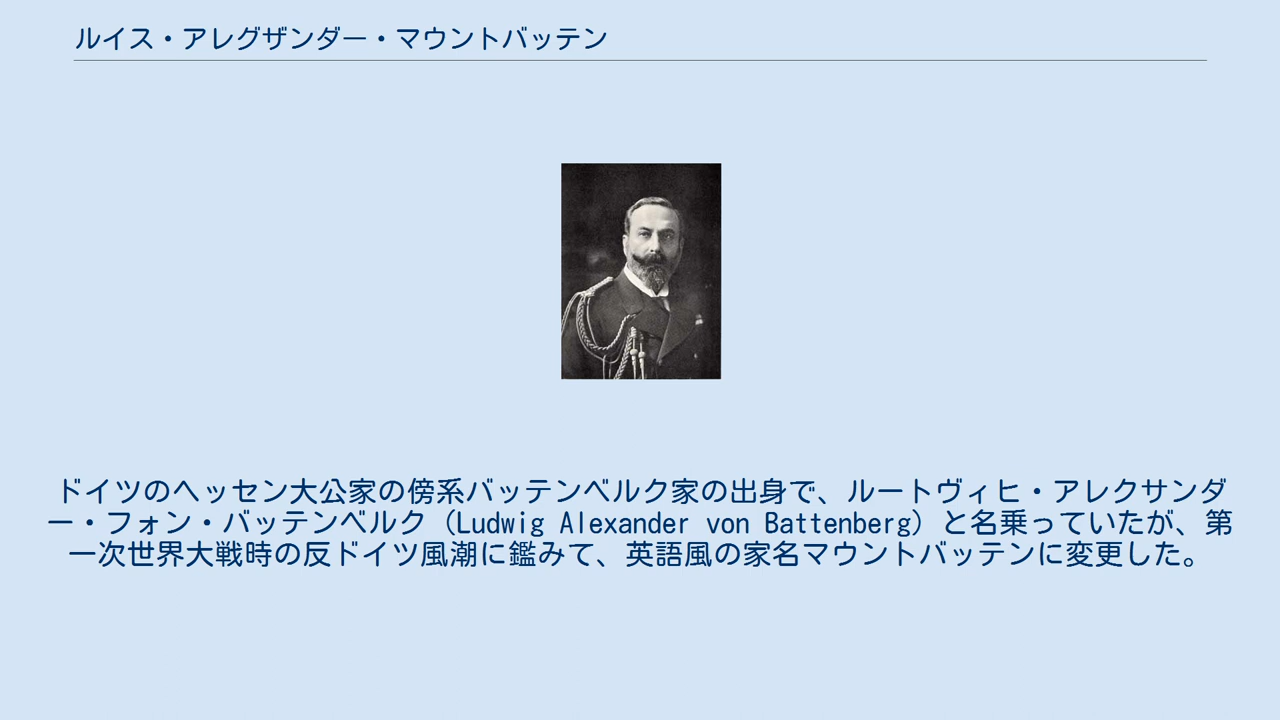 ルイス・アレグザンダー・マウントバッテン
ドイツのヘッセン大公家の傍系バッテンベルク家の出身で、ルートヴィヒ・アレクサンダ
ー・フォン・バッテンベルク（Ludwig Alexander von Battenberg）と名乗っていたが、第
一次世界大戦時の反ドイツ風潮に鑑みて、英語風の家名マウントバッテンに変更した。